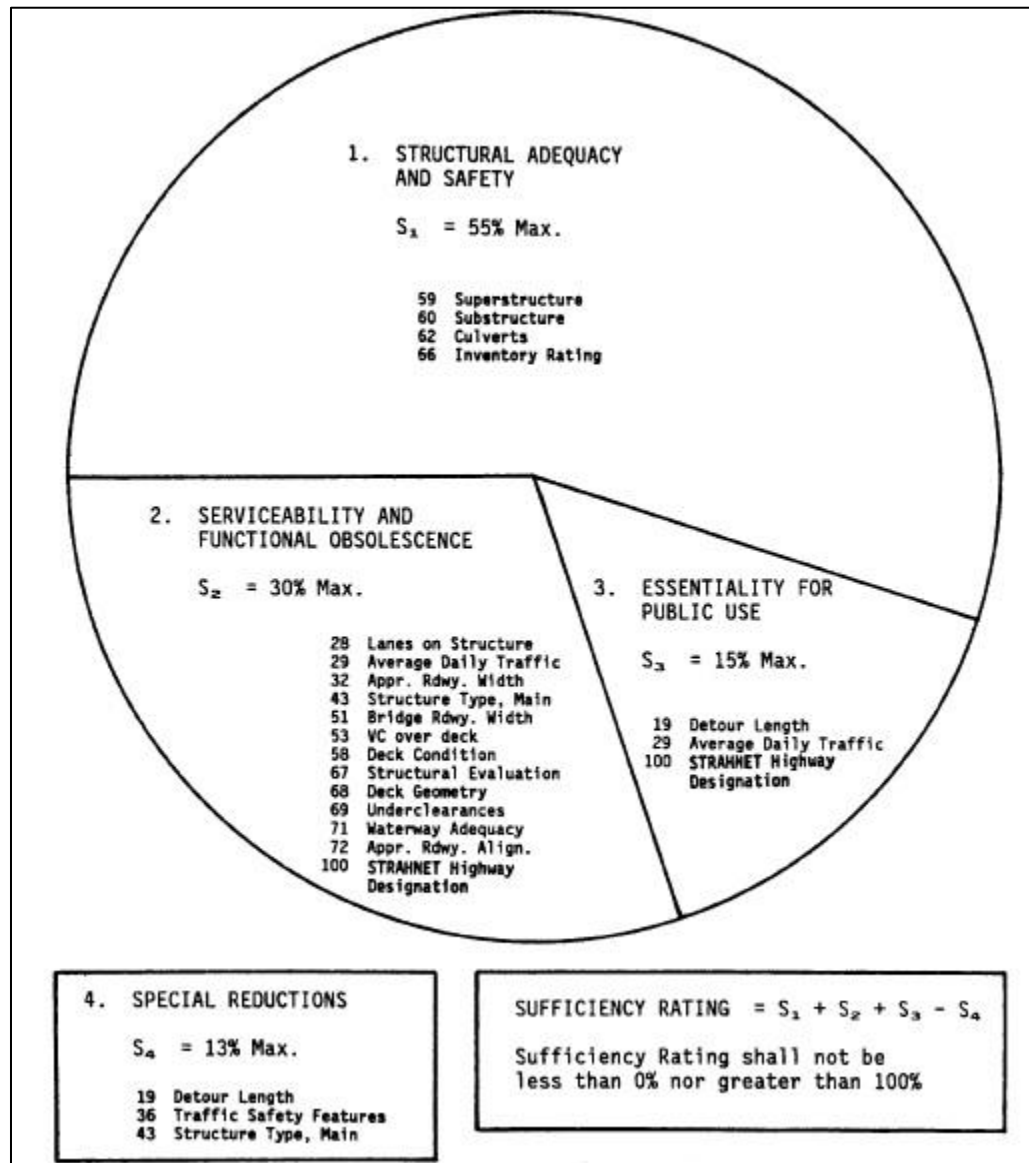 1. STRUCTURAL ADEQUACY
AND SAFETY
S₁ = 55% Max.
59 Superstructure
60 Substructure
62 Culverts
66 Inventory Rating
2. SERVICEABILITY AND
FUNCTIONAL OBSOLESCENCE
S₂ = 30% Max.
28 Lanes on Structure
29 Average Daily Traffic
32 Appr. Rdwy. Width
43 Structure Type, Main
51 Bridge Rdwy. Width
53 VC over deck
58 Deck Condition
67 Structural Evaluation
68 Deck Geometry
69 Underclearances
71 Waterway Adequacy
72 Appr. Rdwy. Align.
100 STRAHNET Highway
Designation
3. ESSENTIALITY FOR
PUBLIC USE
S₃ = 15% Max.
19 Detour Length
29 Average Daily Traffic
100 STRAHNET Highway
Designation
4. SPECIAL REDUCTIONS
S₄ = 13% Max.
19 Detour Length
36 Traffic Safety Features
43 Structure Type, Main
SUFFICIENCY RATING = S₁ + S₂ + S₃ - S₄
Sufficiency Rating shall not be
less than 0% nor greater than 100%